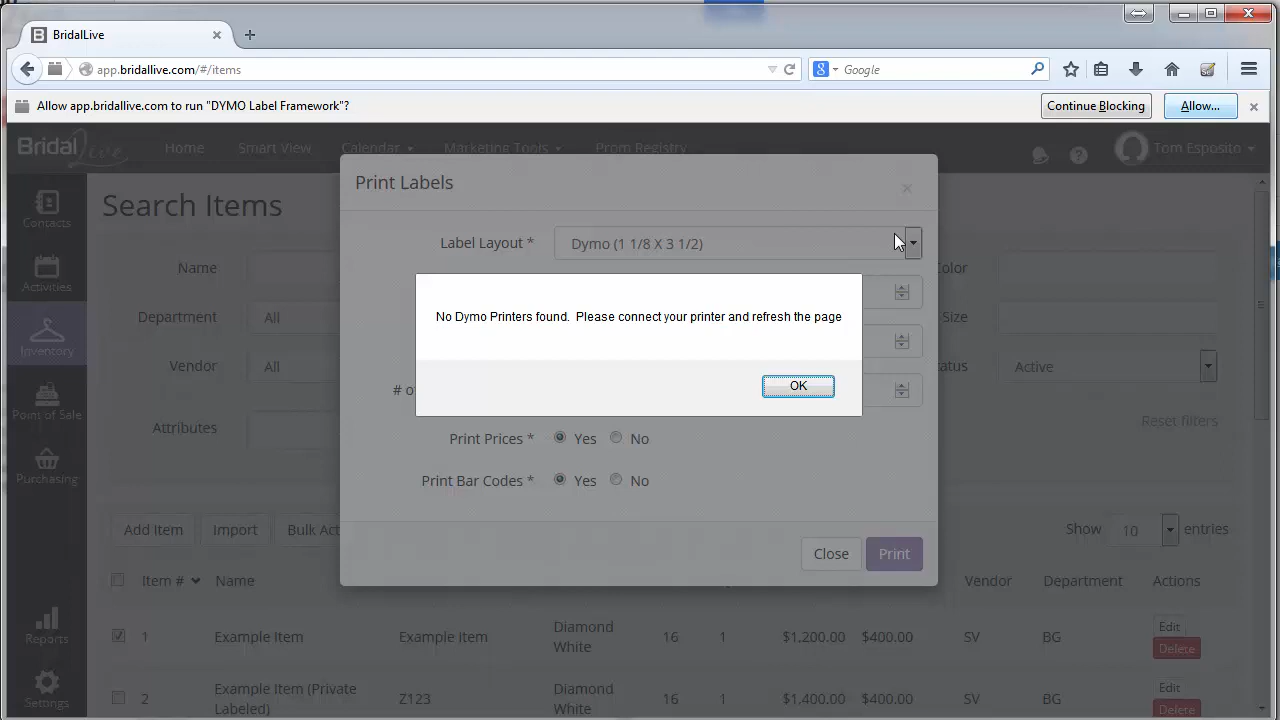 BridalLive
app.bridallive.com/#/items
Google
Allow app.bridallive.com to run "DYMO Label Framework"?
Continue Blocking
Allow...
Bridal Live
Home
Smart View
Calendar
Marketing Tools
Prom Registry
Tom Esposito
Contacts
Activities
Inventory
Point of Sale
Purchasing
Reports
Settings
Search Items
Name
Color
Department
All
Size
Vendor
All
Active
Attributes
Reset filters
Print Labels
Label Layout *
Dymo (1 1/8 X 3 1/2)
No Dymo Printers found.  Please connect your printer and refresh the page
OK
Print Prices *
Yes
No
Print Bar Codes *
Yes
No
Close
Print
Add Item
Import
Show 10 entries
Item #
Name
Vendor
Department
Actions
1
Example Item
Example Item
Diamond
White
16
1
$1,200.00
$400.00
SV
BG
Edit
Delete
2
Example Item (Private
Labeled)
Z123
Diamond
White
16
1
$1,400.00
$400.00
SV
BG
Edit
Delete